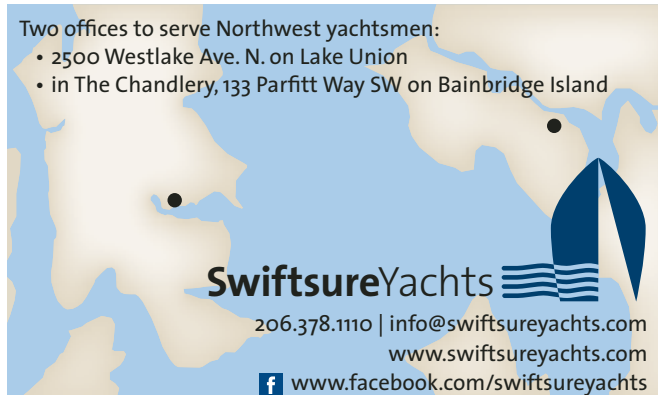 Two offices to serve Northwest yachtsmen:
• 2500 Westlake Ave. N. on Lake Union
• in The Chandlery, 133 Parfitt Way SW on Bainbridge Island
SwiftsureYachts
206.378.1110 | info@swiftsureyachts.com
www.swiftsureyachts.com
f www.facebook.com/swiftsureyachts